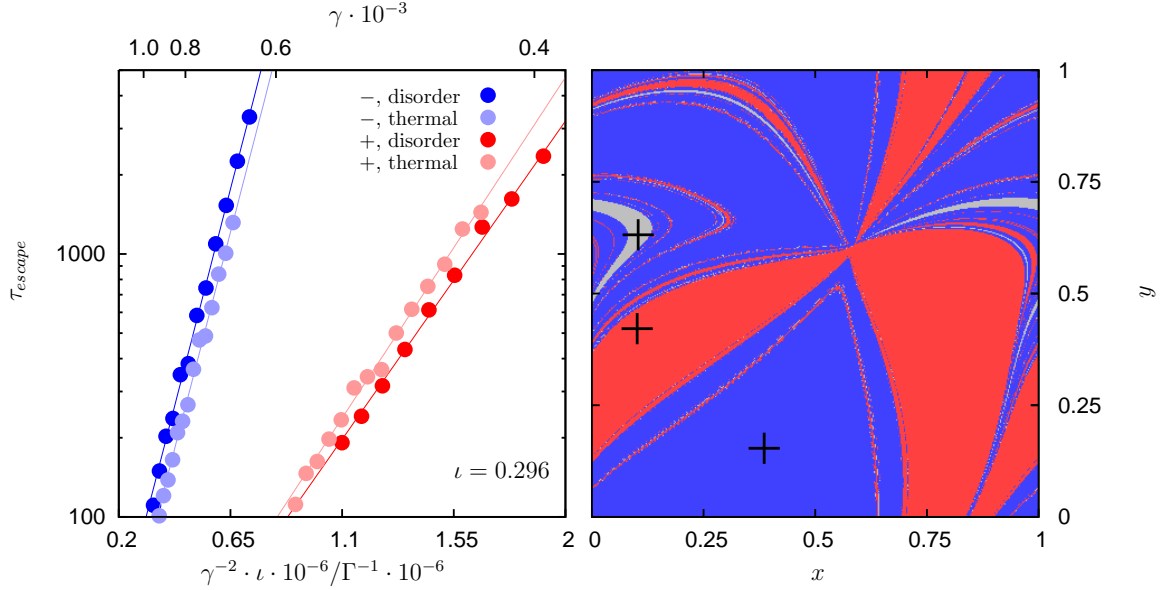 γ · 10⁻³
1.0 0.8 0.6 0.4
−, disorder
−, thermal
+, disorder
+, thermal
1000
100
τ_escape
ι = 0.296
0.2 0.65 1.1 1.55 2
γ⁻² · ι · 10⁻⁶/Γ⁻¹ · 10⁻⁶
1
0.75
0.5
0.25
0
y
0 0.25 0.5 0.75 1
x